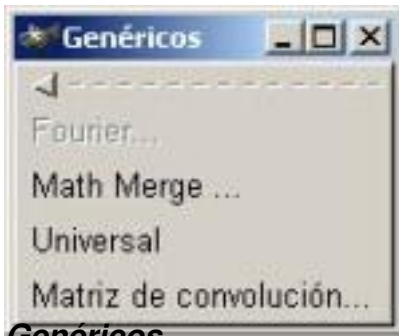 Genéricos
Fourier...
Math Merge ...
Universal
Matriz de convolución...
Genéricos